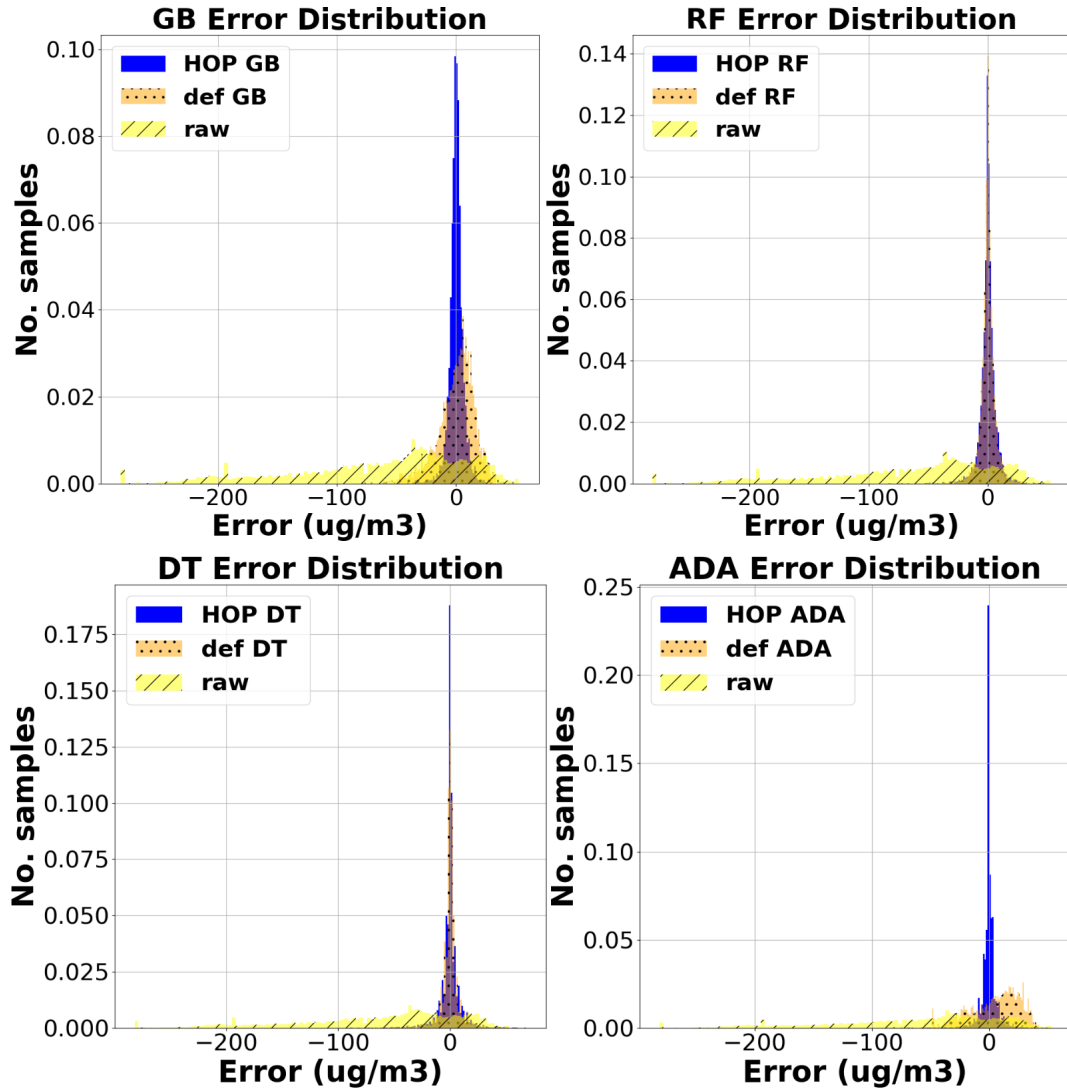 GB Error Distribution
No. samples
0.10
0.08
0.06
0.04
0.02
0.00
HOP GB
def GB
raw
−200
−100
0
Error (ug/m3)
RF Error Distribution
No. samples
0.14
0.12
0.10
0.08
0.06
0.04
0.02
0.00
HOP RF
def RF
raw
−200
−100
0
Error (ug/m3)
DT Error Distribution
No. samples
0.175
0.150
0.125
0.100
0.075
0.050
0.025
0.000
HOP DT
def DT
raw
−200
−100
0
Error (ug/m3)
ADA Error Distribution
No. samples
0.25
0.20
0.15
0.10
0.05
0.00
HOP ADA
def ADA
raw
−200
−100
0
Error (ug/m3)